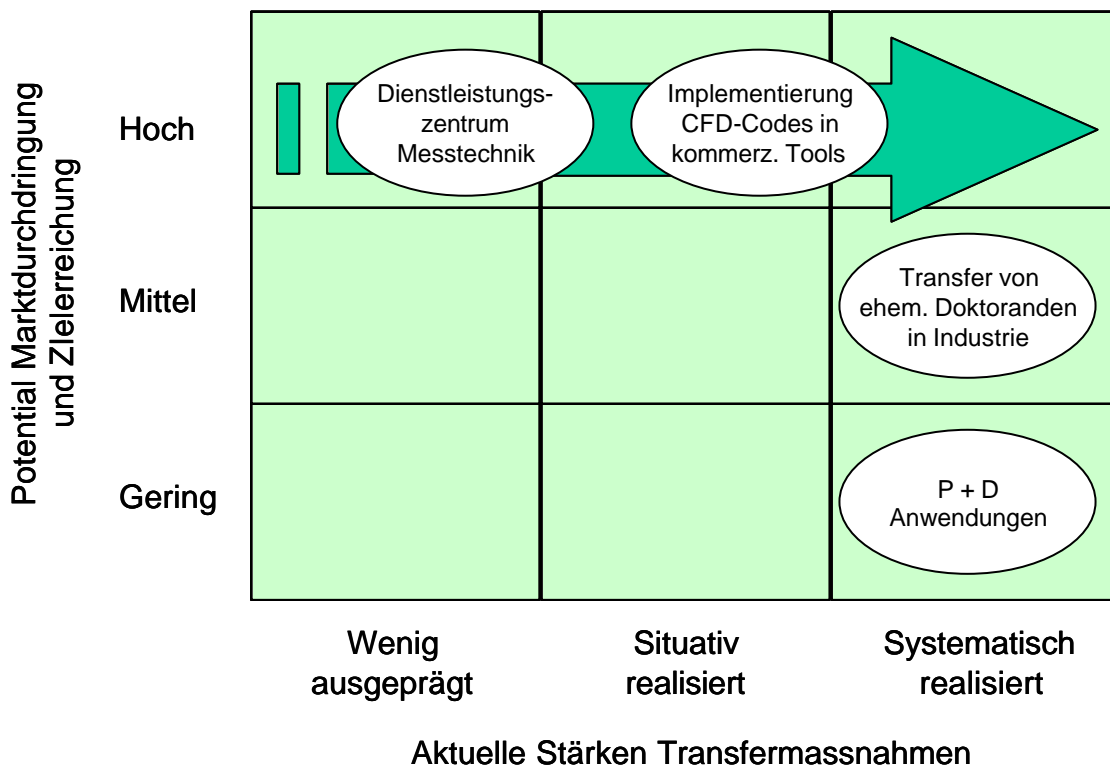 Potential Marktdurchdringung
und ZIelerreichung
Hoch
Dienstleistungs-
zentrum
Messtechnik
Implementierung
CFD-Codes in
kommerz. Tools
Mittel
Transfer von
ehem. Doktoranden
in Industrie
Gering
P + D
Anwendungen
Wenig
ausgeprägt
Situativ
realisiert
Systematisch
realisiert
Aktuelle Stärken Transfermassnahmen